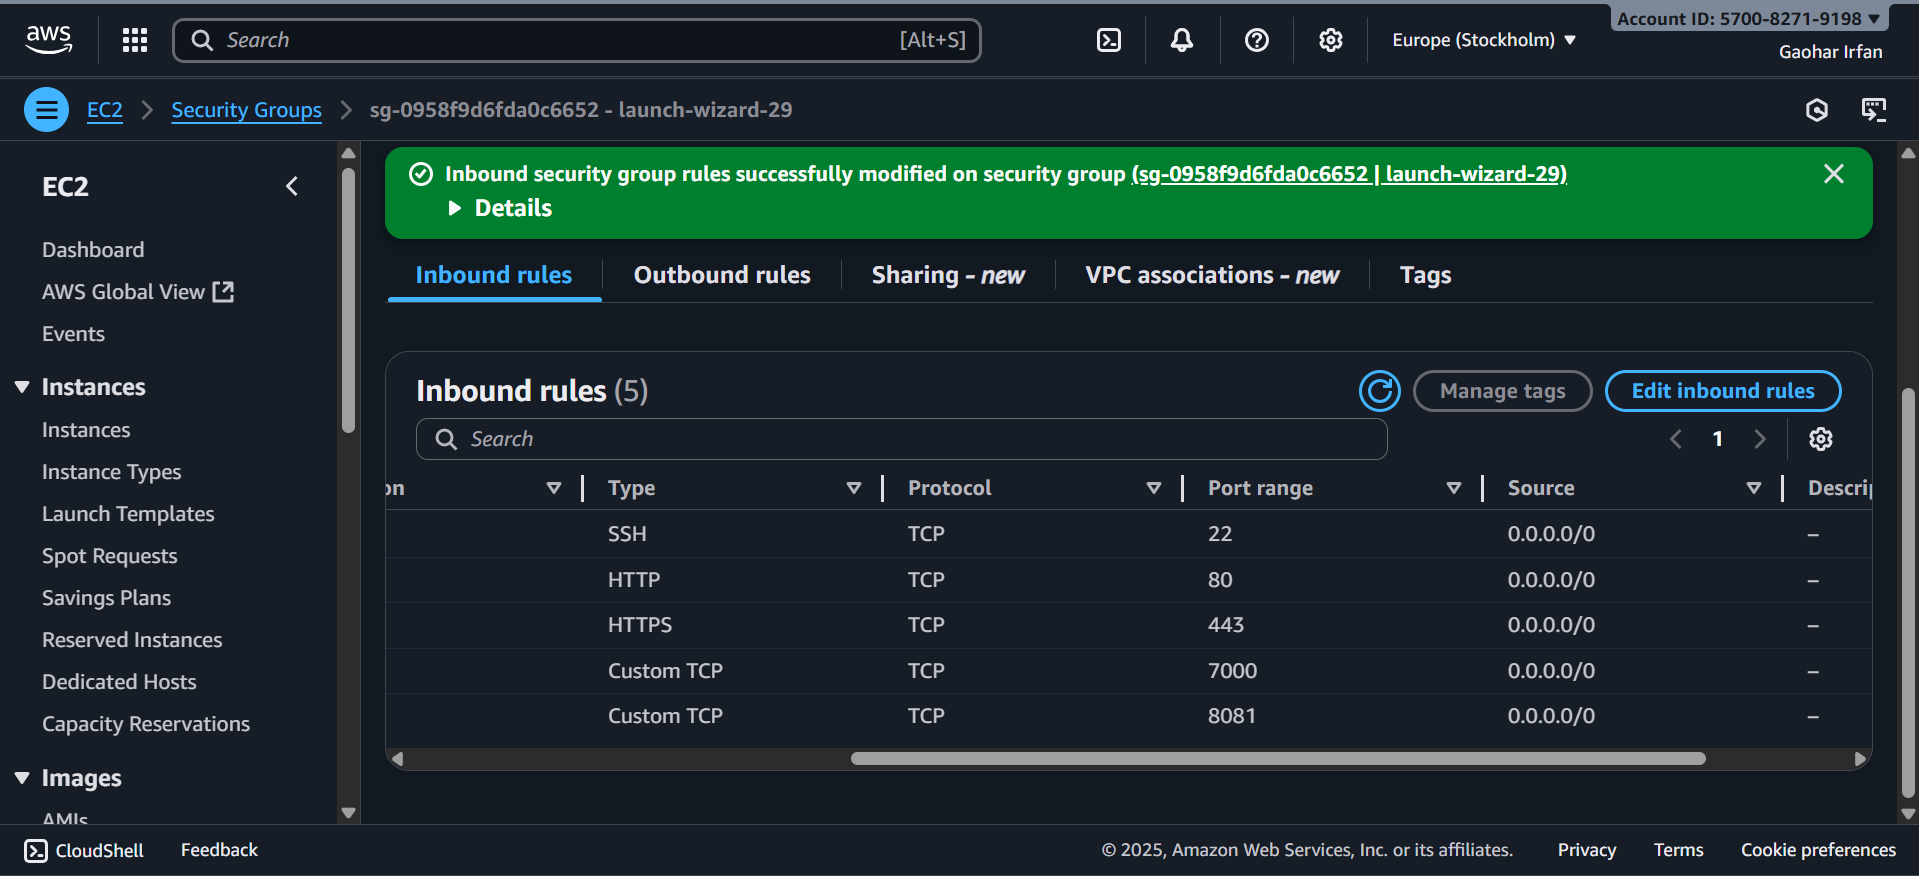 aws
Search [Alt+S]
Europe (Stockholm)
Account ID: 5700-8271-9198
Gaohar Irfan
EC2
Security Groups
sg-0958f9d6fda0c6652 - launch-wizard-29
EC2
Dashboard
AWS Global View
Events
Instances
Instances
Instance Types
Launch Templates
Spot Requests
Savings Plans
Reserved Instances
Dedicated Hosts
Capacity Reservations
Images
AMIs
Inbound security group rules successfully modified on security group (sg-0958f9d6fda0c6652 | launch-wizard-29)
Details
Inbound rules
Outbound rules
Sharing - new
VPC associations - new
Tags
Inbound rules (5)
Manage tags
Edit inbound rules
Search
1
on Type Protocol Port range Source Descrip
SSH TCP 22 0.0.0.0/0 –
HTTP TCP 80 0.0.0.0/0 –
HTTPS TCP 443 0.0.0.0/0 –
Custom TCP TCP 7000 0.0.0.0/0 –
Custom TCP TCP 8081 0.0.0.0/0 –
CloudShell
Feedback
© 2025, Amazon Web Services, Inc. or its affiliates.
Privacy
Terms
Cookie preferences